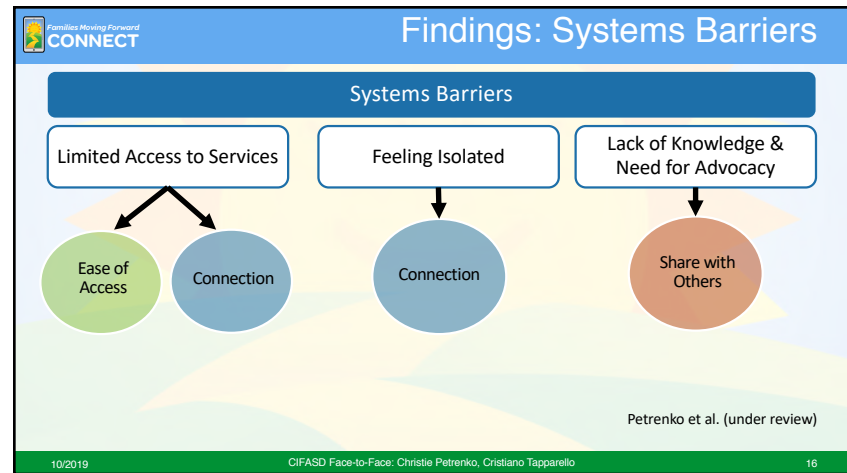 Families Moving Forward
CONNECT
Findings: Systems Barriers
Systems Barriers
Limited Access to Services
Feeling Isolated
Lack of Knowledge &
Need for Advocacy
Ease of
Access
Connection
Connection
Share with
Others
Petrenko et al. (under review)
10/2019
CIFASD Face-to-Face: Christie Petrenko, Cristiano Tapparello
16